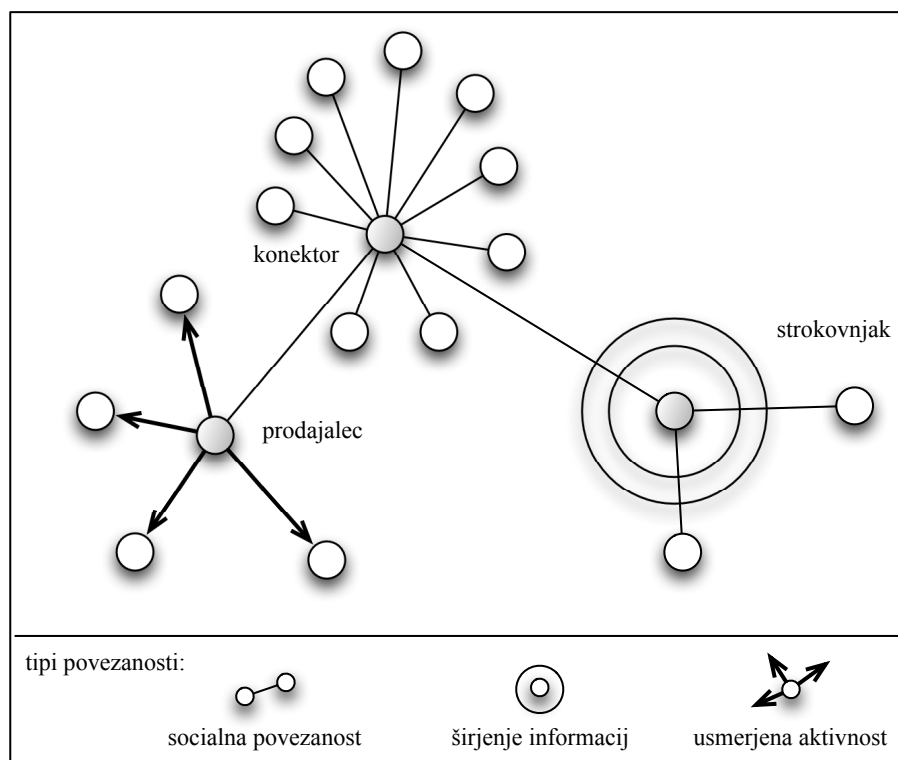 konektor
strokovnjak
prodajalec
tipi povezanosti:
socialna povezanost
širjenje informacij
usmerjena aktivnost